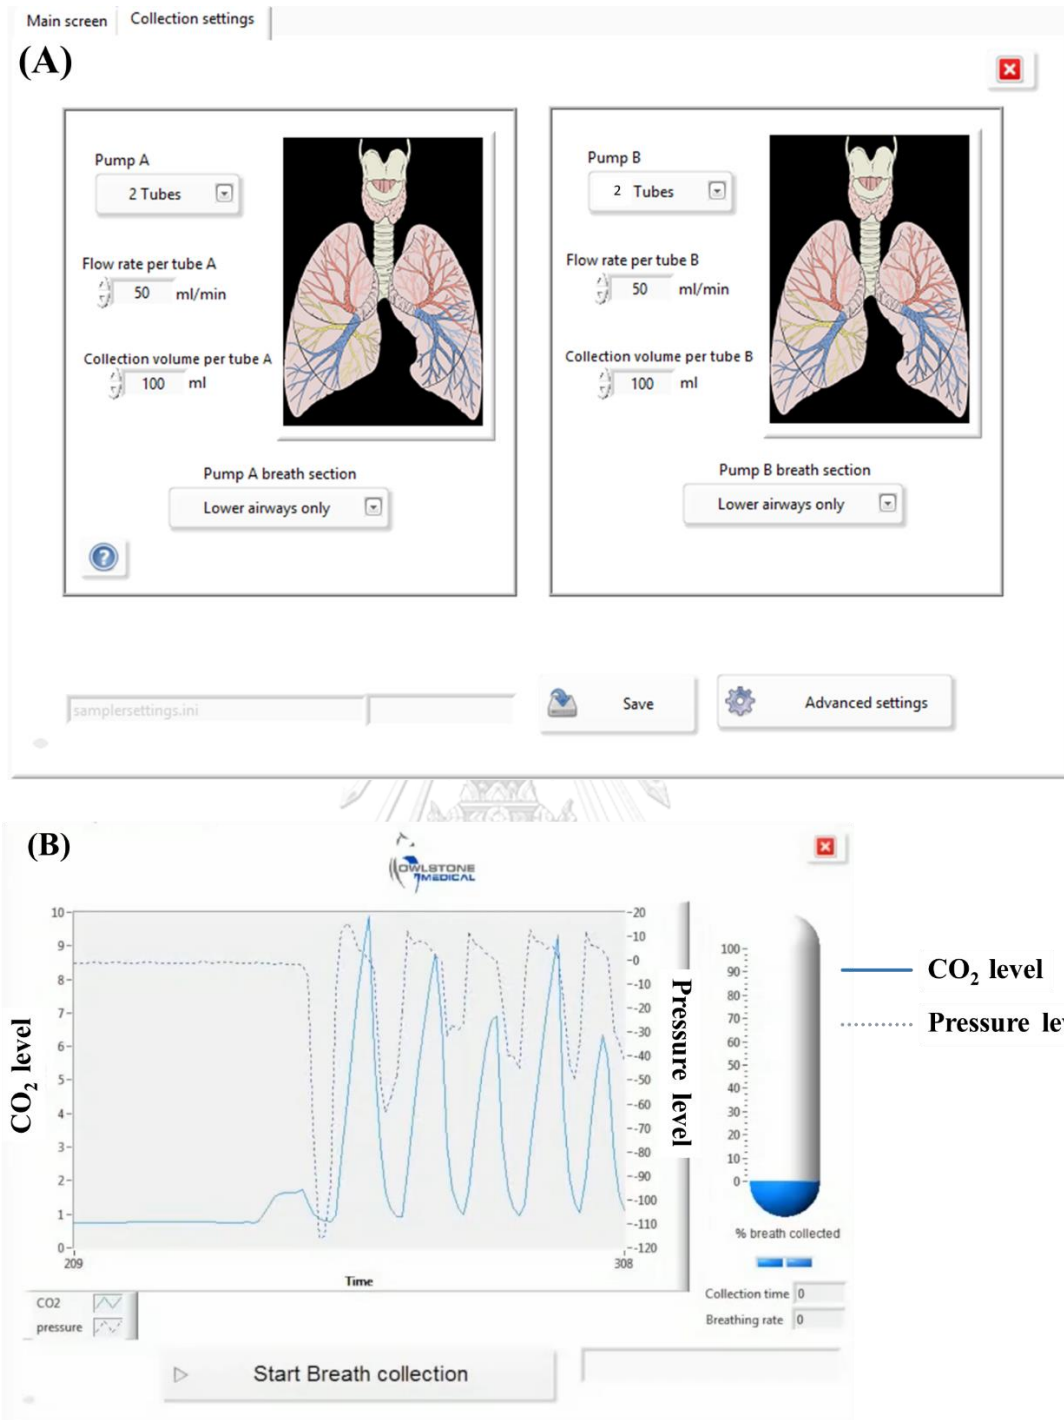 Main screen
Collection settings
(A)
Pump A
2 Tubes
Flow rate per tube A
50 ml/min
Collection volume per tube A
100 ml
Pump A breath section
Lower airways only
?
Pump B
2 Tubes
Flow rate per tube B
50 ml/min
Collection volume per tube B
100 ml
Pump B breath section
Lower airways only
samplersettings.ini
Save
Advanced settings
(B)
OWLSTONE
MEDICAL
CO2 level
10
9
8
7
6
5
4
3
2
1
0
209
308
Time
-20
-10
-0
--10
--20
--30
--40
--50
--60
--70
--80
--90
--100
--110
--120
Pressure level
100
90
80
70
60
50
40
30
20
10
0
% breath collected
CO₂ level
Pressure lev
Collection time 0
Breathing rate 0
CO2
pressure
Start Breath collection